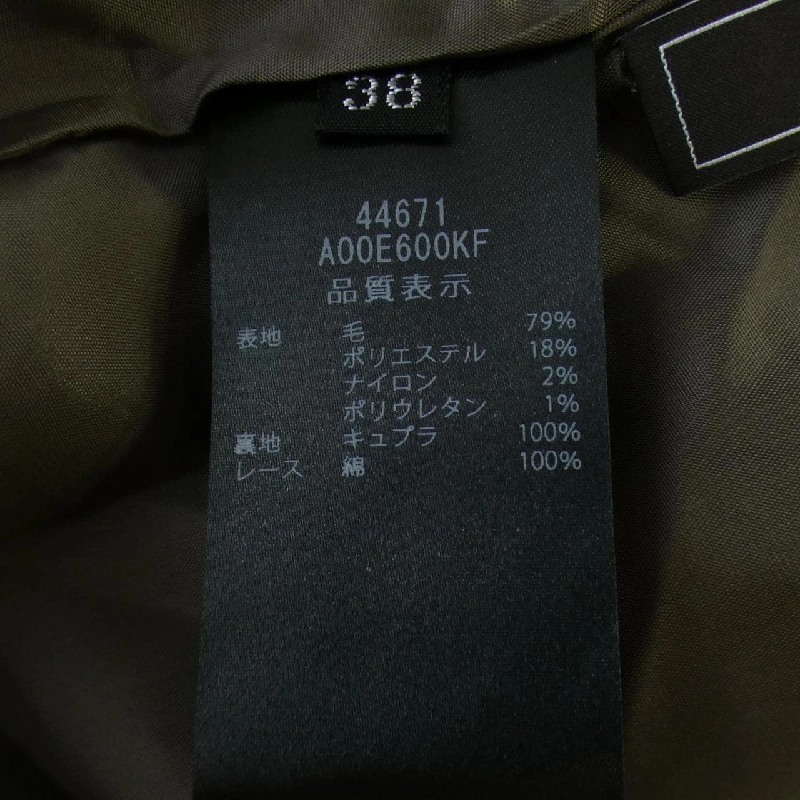 38
44671
A00E600KF
品質表示
表地 毛 79%
ポリエステル 18%
ナイロン 2%
ポリウレタン 1%
裏地 キュプラ 100%
レース 綿 100%